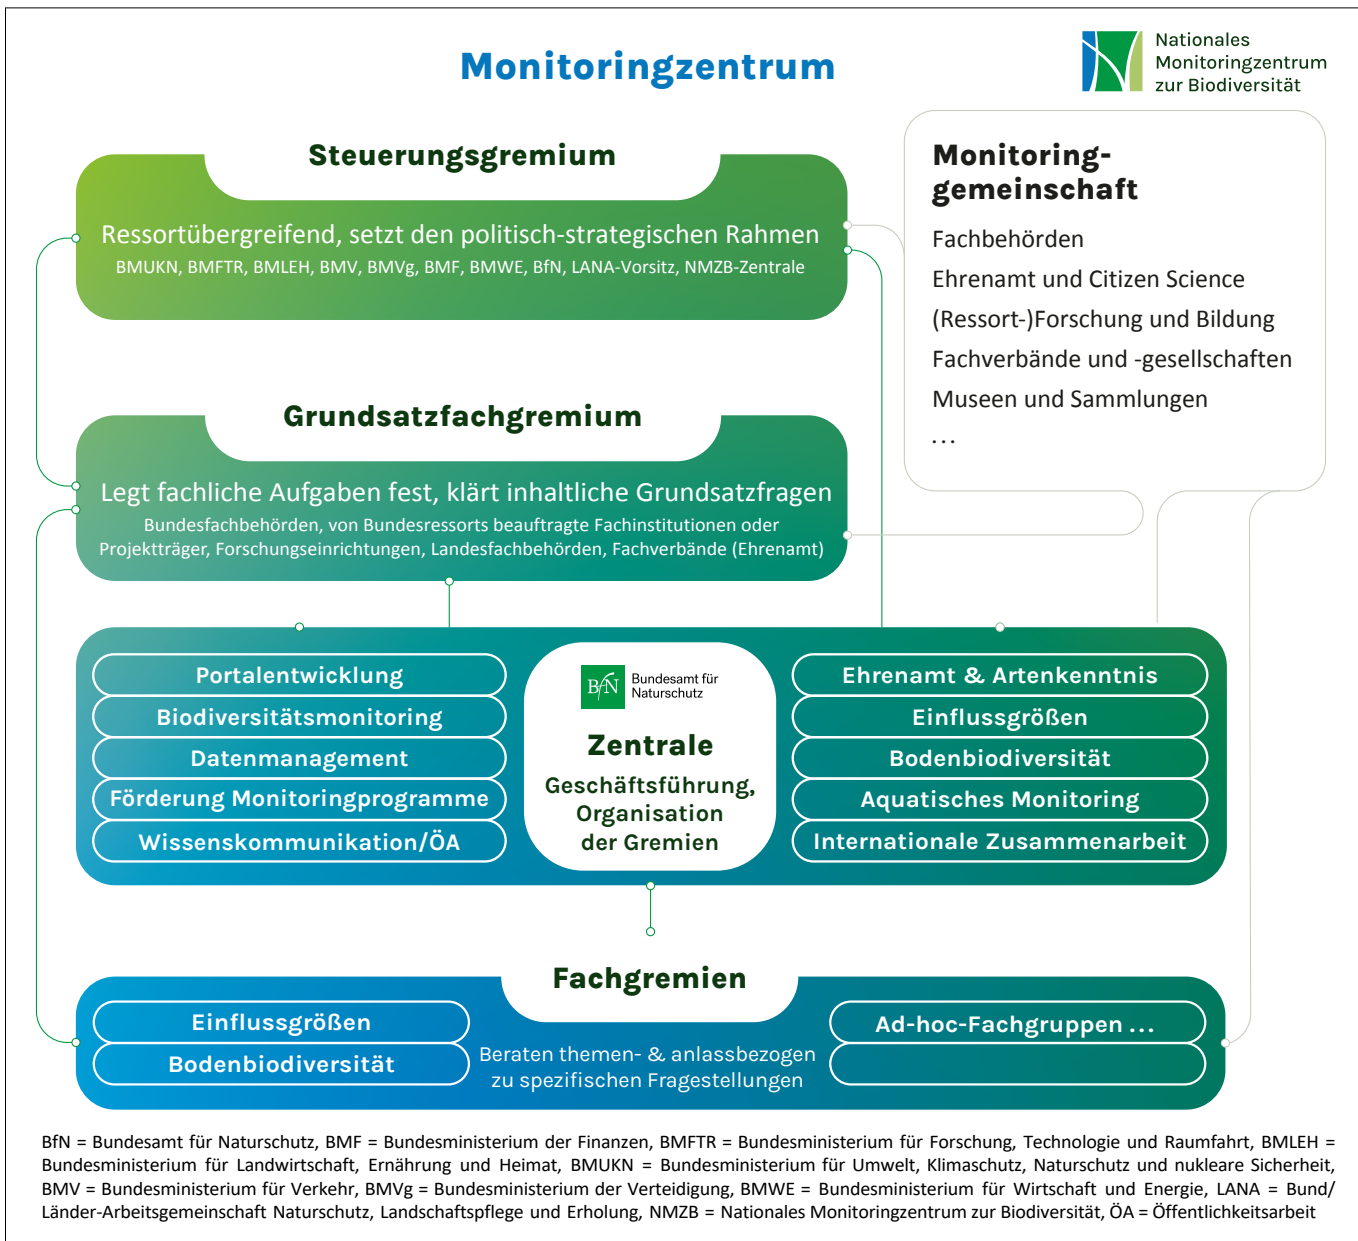 Monitoringzentrum
Nationales
Monitoringzentrum
zur Biodiversität
Steuerungsgremium
Ressortübergreifend, setzt den politisch-strategischen Rahmen
BMUKN, BMFTR, BMLEH, BMV, BMVg, BMF, BMWE, BfN, LANA-Vorsitz, NMZB-Zentrale
Monitoring-
gemeinschaft
Fachbehörden
Ehrenamt und Citizen Science
(Ressort-)Forschung und Bildung
Fachverbände und -gesellschaften
Museen und Sammlungen
...
Grundsatzfachgremium
Legt fachliche Aufgaben fest, klärt inhaltliche Grundsatzfragen
Bundesfachbehörden, von Bundesressorts beauftragte Fachinstitutionen oder
Projektträger, Forschungseinrichtungen, Landesfachbehörden, Fachverbände (Ehrenamt)
Portalentwicklung
Biodiversitätsmonitoring
Datenmanagement
Förderung Monitoringprogramme
Wissenskommunikation/ÖA
BfN
Bundesamt für
Naturschutz
Zentrale
Geschäftsführung,
Organisation
der Gremien
Ehrenamt & Artenkenntnis
Einflussgrößen
Bodenbiodiversität
Aquatisches Monitoring
Internationale Zusammenarbeit
Fachgremien
Einflussgrößen
Bodenbiodiversität
Beraten themen- & anlassbezogen
zu spezifischen Fragestellungen
Ad-hoc-Fachgruppen ...
BfN = Bundesamt für Naturschutz, BMF = Bundesministerium der Finanzen, BMFTR = Bundesministerium für Forschung, Technologie und Raumfahrt, BMLEH =
Bundesministerium für Landwirtschaft, Ernährung und Heimat, BMUKN = Bundesministerium für Umwelt, Klimaschutz, Naturschutz und nukleare Sicherheit,
BMV = Bundesministerium für Verkehr, BMVg = Bundesministerium der Verteidigung, BMWE = Bundesministerium für Wirtschaft und Energie, LANA = Bund/
Länder-Arbeitsgemeinschaft Naturschutz, Landschaftspflege und Erholung, NMZB = Nationales Monitoringzentrum zur Biodiversität, ÖA = Öffentlichkeitsarbeit